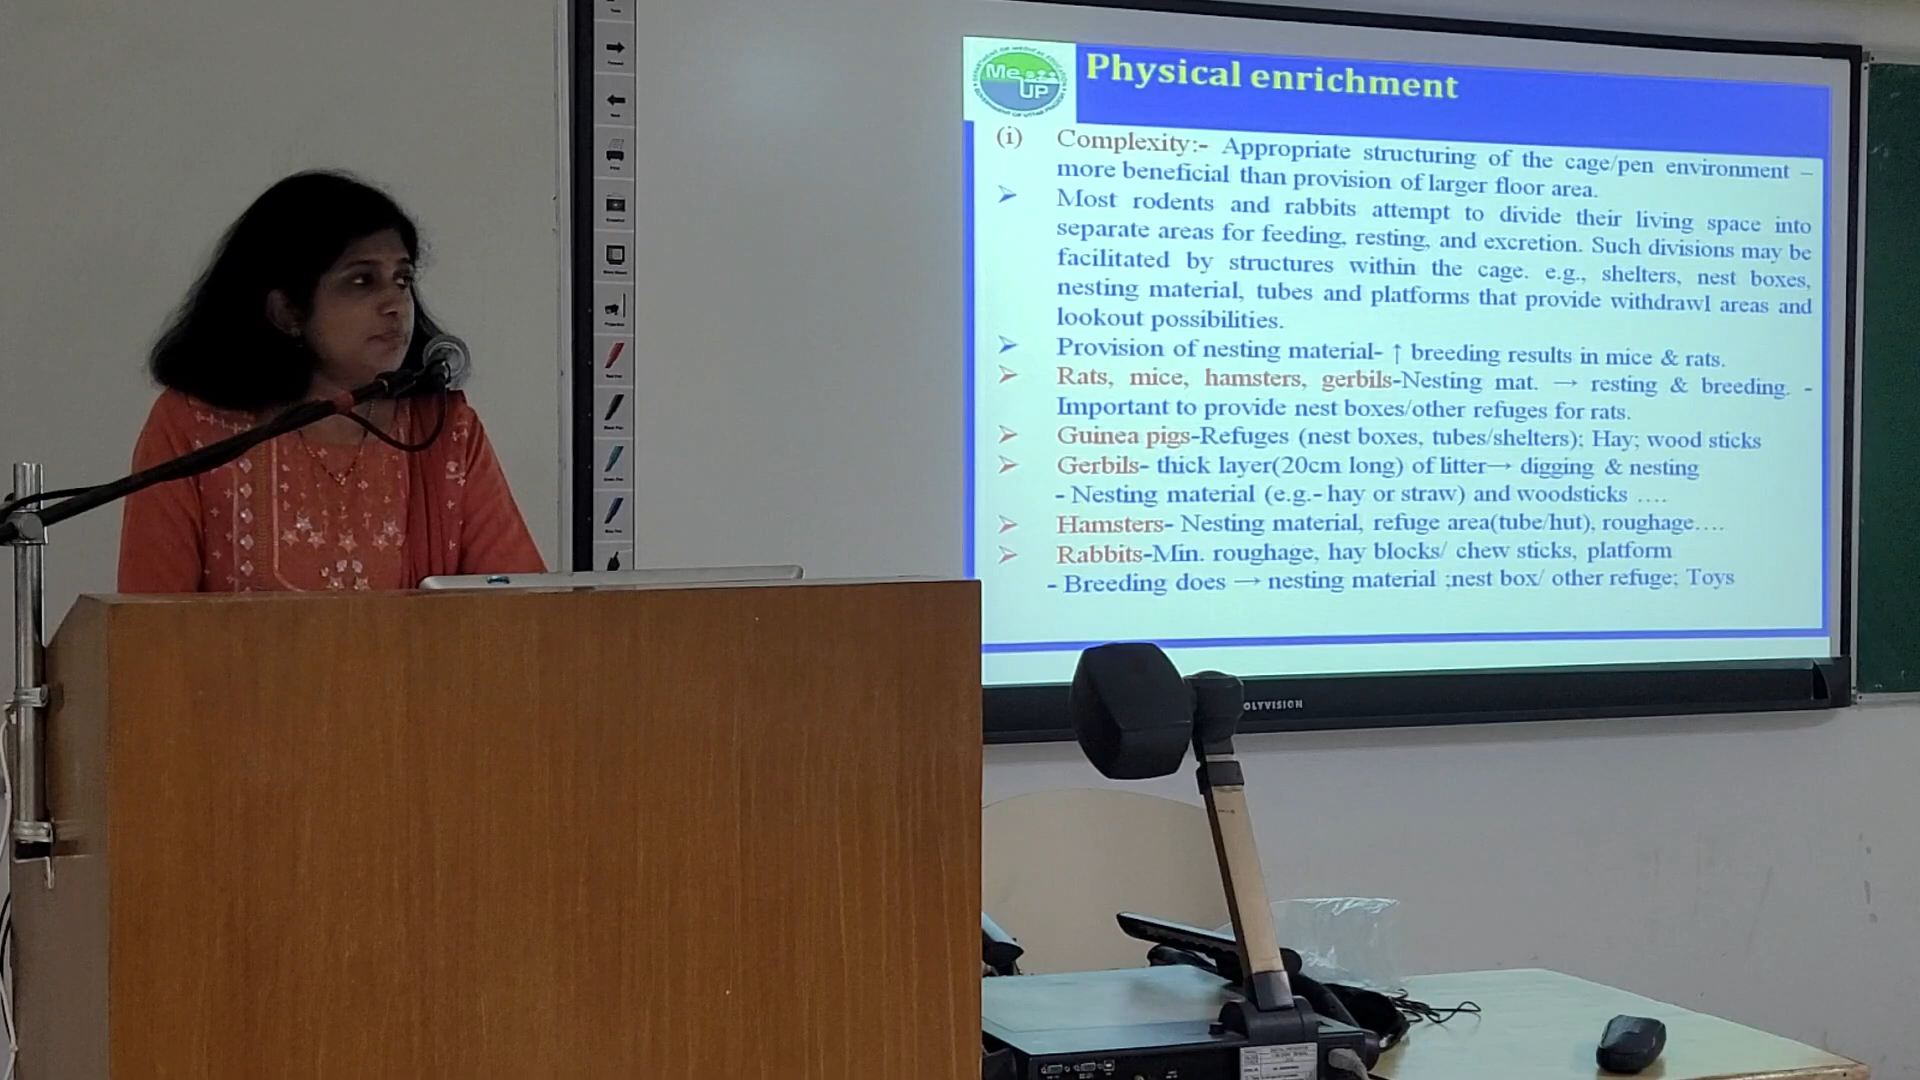 Physical enrichment
Me
UP
(i) Complexity:- Appropriate structuring of the cage/pen environment –
more beneficial than provision of larger floor area.
➢ Most rodents and rabbits attempt to divide their living space into
separate areas for feeding, resting, and excretion. Such divisions may be
facilitated by structures within the cage. e.g., shelters, nest boxes,
nesting material, tubes and platforms that provide withdrawl areas and
lookout possibilities.
➢ Provision of nesting material- ↑ breeding results in mice & rats.
➢ Rats, mice, hamsters, gerbils-Nesting mat. → resting & breeding. -
Important to provide nest boxes/other refuges for rats.
➢ Guinea pigs-Refuges (nest boxes, tubes/shelters); Hay; wood sticks
➢ Gerbils- thick layer(20cm long) of litter→ digging & nesting
- Nesting material (e.g.- hay or straw) and woodsticks ....
➢ Hamsters- Nesting material, refuge area(tube/hut), roughage....
➢ Rabbits-Min. roughage, hay blocks/ chew sticks, platform
- Breeding does → nesting material ;nest box/ other refuge; Toys
OLYVISION